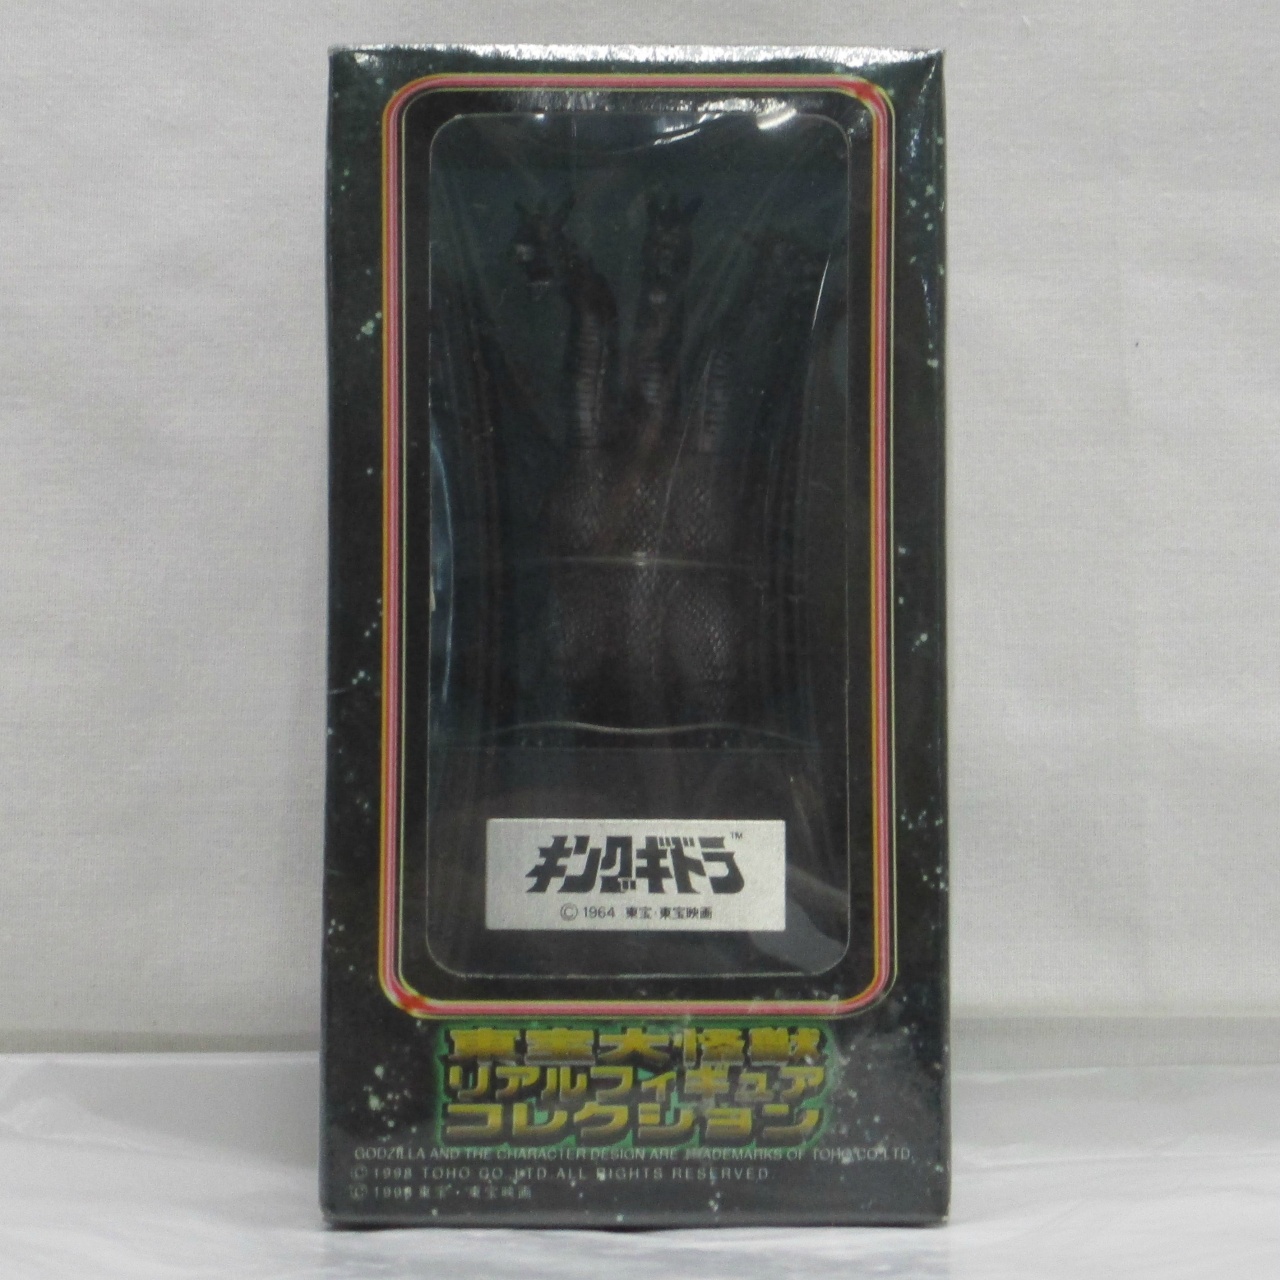 キングギドラ™
©1964 東宝・東宝映画
東宝大怪獣
リアルフィギュア
コレクション
GODZILLA AND THE CHARACTER DESIGN ARE TRADEMARKS OF TOHO CO., LTD.
© 1998 TOHO CO., LTD. ALL RIGHTS RESERVED.
© 1998 東宝・東宝映画